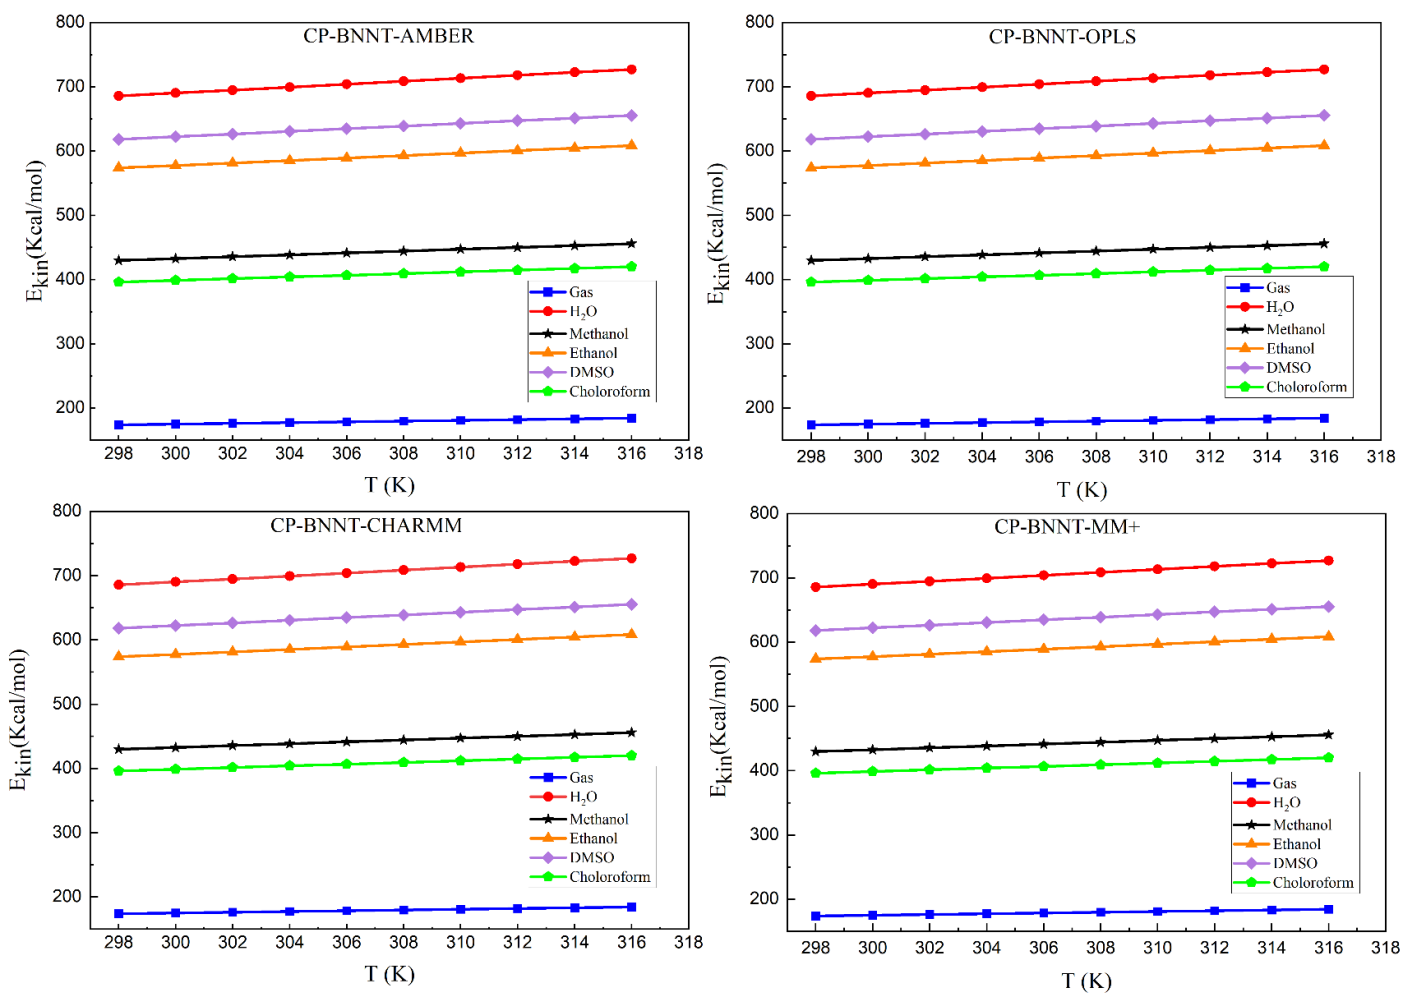 CP-BNNT-AMBER
800
700
600
500
400
300
200
E_kin(Kcal/mol)
Gas
H₂O
Methanol
Ethanol
DMSO
Choloroform
298 300 302 304 306 308 310 312 314 316 318
T (K)
CP-BNNT-OPLS
800
700
600
500
400
300
200
E_kin(Kcal/mol)
Gas
H₂O
Methanol
Ethanol
DMSO
Choloroform
298 300 302 304 306 308 310 312 314 316 318
T (K)
CP-BNNT-CHARMM
800
700
600
500
400
300
200
E_kin(Kcal/mol)
Gas
H₂O
Methanol
Ethanol
DMSO
Choloroform
298 300 302 304 306 308 310 312 314 316 318
T (K)
CP-BNNT-MM+
800
700
600
500
400
300
200
E_kin(Kcal/mol)
Gas
H₂O
Methanol
Ethanol
DMSO
Choloroform
298 300 302 304 306 308 310 312 314 316 318
T (K)